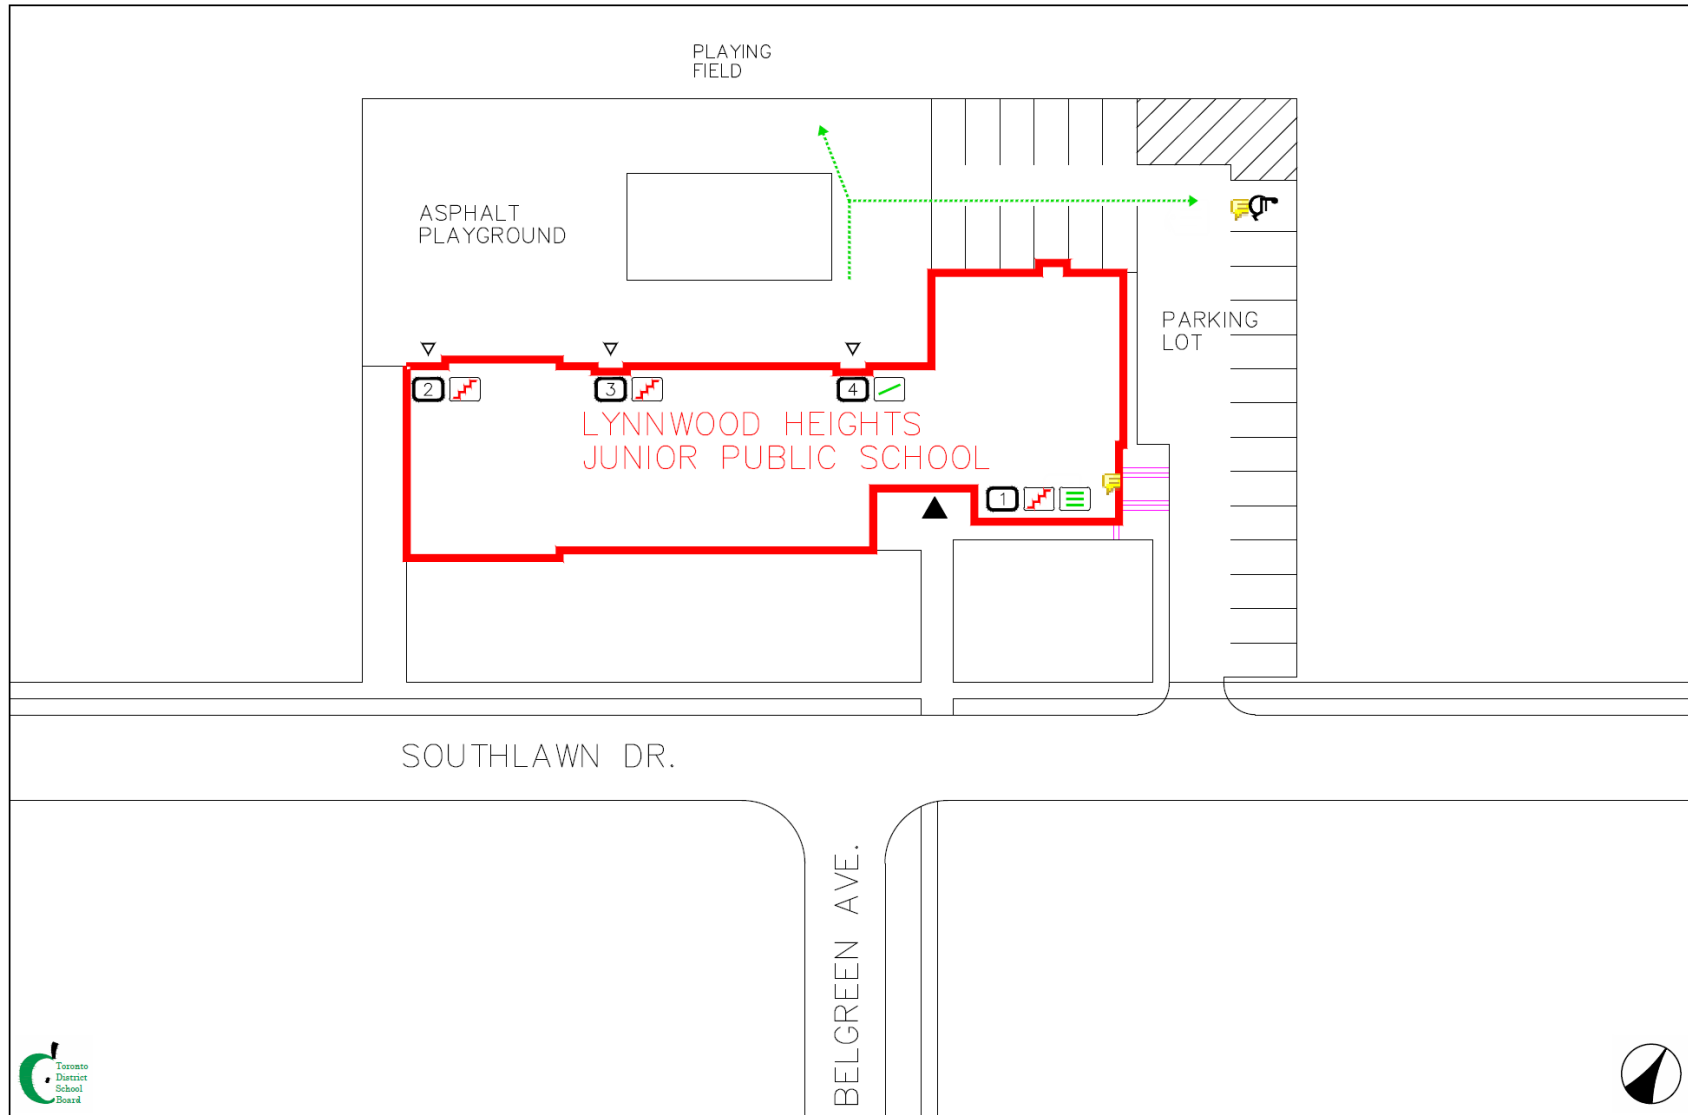 PLAYING
FIELD
ASPHALT
PLAYGROUND
PARKING
LOT
2
3
4
LYNNWOOD HEIGHTS
JUNIOR PUBLIC SCHOOL
1
SOUTHLAWN DR.
BELGREEN AVE.
Toronto
District
School
Board